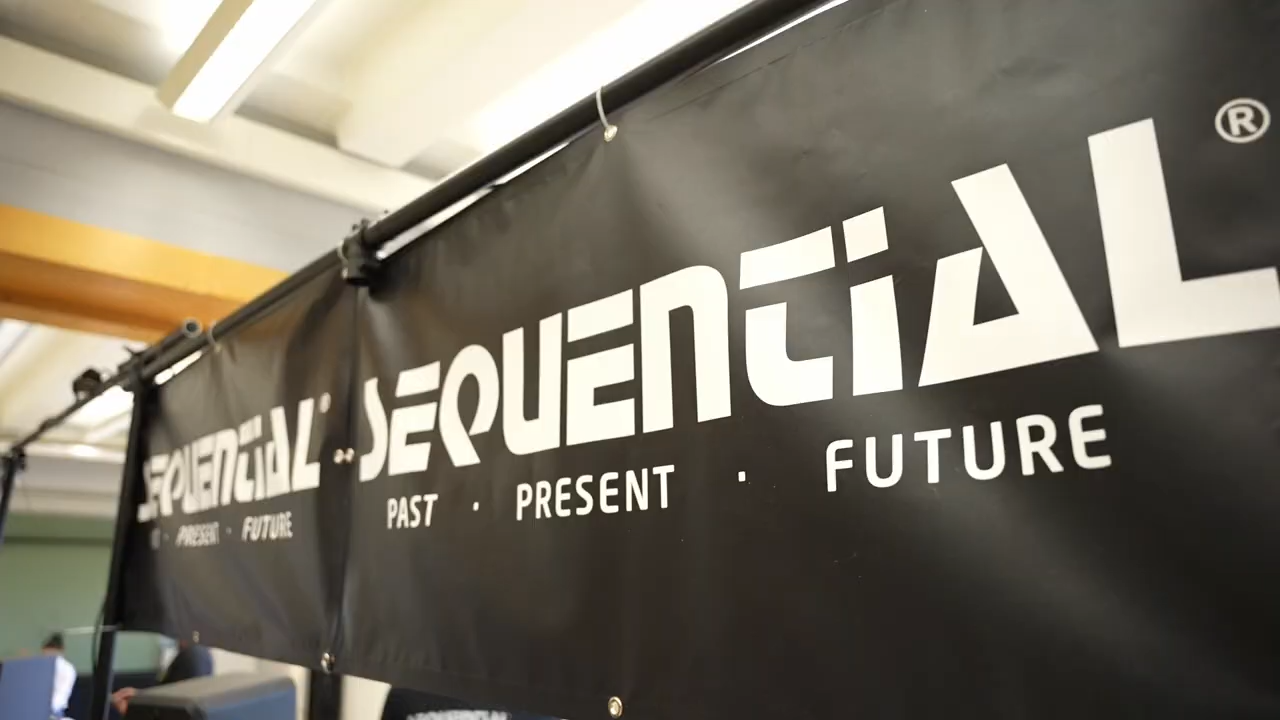 SEQUENTIAL®
PAST · PRESENT · FUTURE
SEQUENTIAL
PRESENT · FUTURE